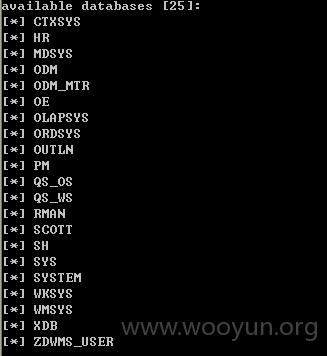 available databases [25]:
[*] CTXSYS
[*] HR
[*] MDSYS
[*] ODM
[*] ODM_MTR
[*] OE
[*] OLAPSYS
[*] ORDSYS
[*] OUTLN
[*] PM
[*] QS_OS
[*] QS_WS
[*] RMAN
[*] SCOTT
[*] SH
[*] SYS
[*] SYSTEM
[*] WKSYS
[*] WMSYS
[*] XDB
[*] ZDWMS_USER
www.wooyun.org